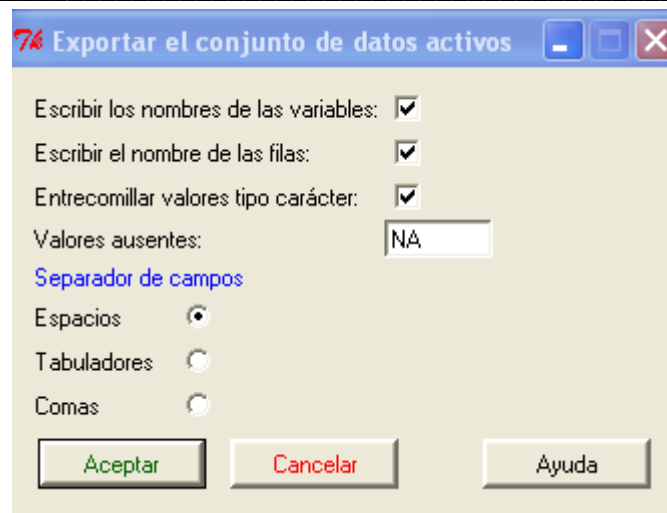 7k Exportar el conjunto de datos activos
Escribir los nombres de las variables:
Escribir el nombre de las filas:
Entrecomillar valores tipo carácter:
Valores ausentes: NA
Separador de campos
Espacios
Tabuladores
Comas
Aceptar Cancelar Ayuda